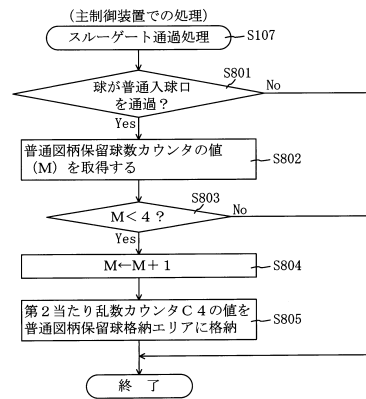 （主制御装置での処理）
スルーゲート通過処理
S107
球が普通入球口
を通過？
S801
No
Yes
普通図柄保留球数カウンタの値
（Ｍ）を取得する
S802
Ｍ＜４？
S803
No
Yes
Ｍ←Ｍ＋１
S804
第２当たり乱数カウンタＣ４の値を
普通図柄保留球格納エリアに格納
S805
終　了